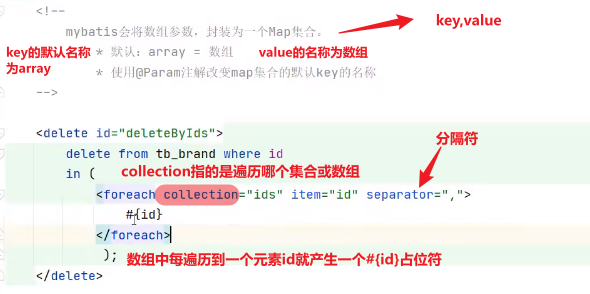 <!--
mybatis会将数组参数，封装为一个Map集合。
key,value
key的默认名称
为array
* 默认：array = 数组
value的名称为数组
* 使用@Param注解改变map集合的默认key的名称
-->
<delete id="deleteByIds">
分隔符
delete from tb_brand where id
in (
collection指的是遍历哪个集合或数组
<foreach collection="ids" item="id" separator=",">
#{id}
</foreach>
);
数组中每遍历到一个元素id就产生一个#{id}占位符
</delete>